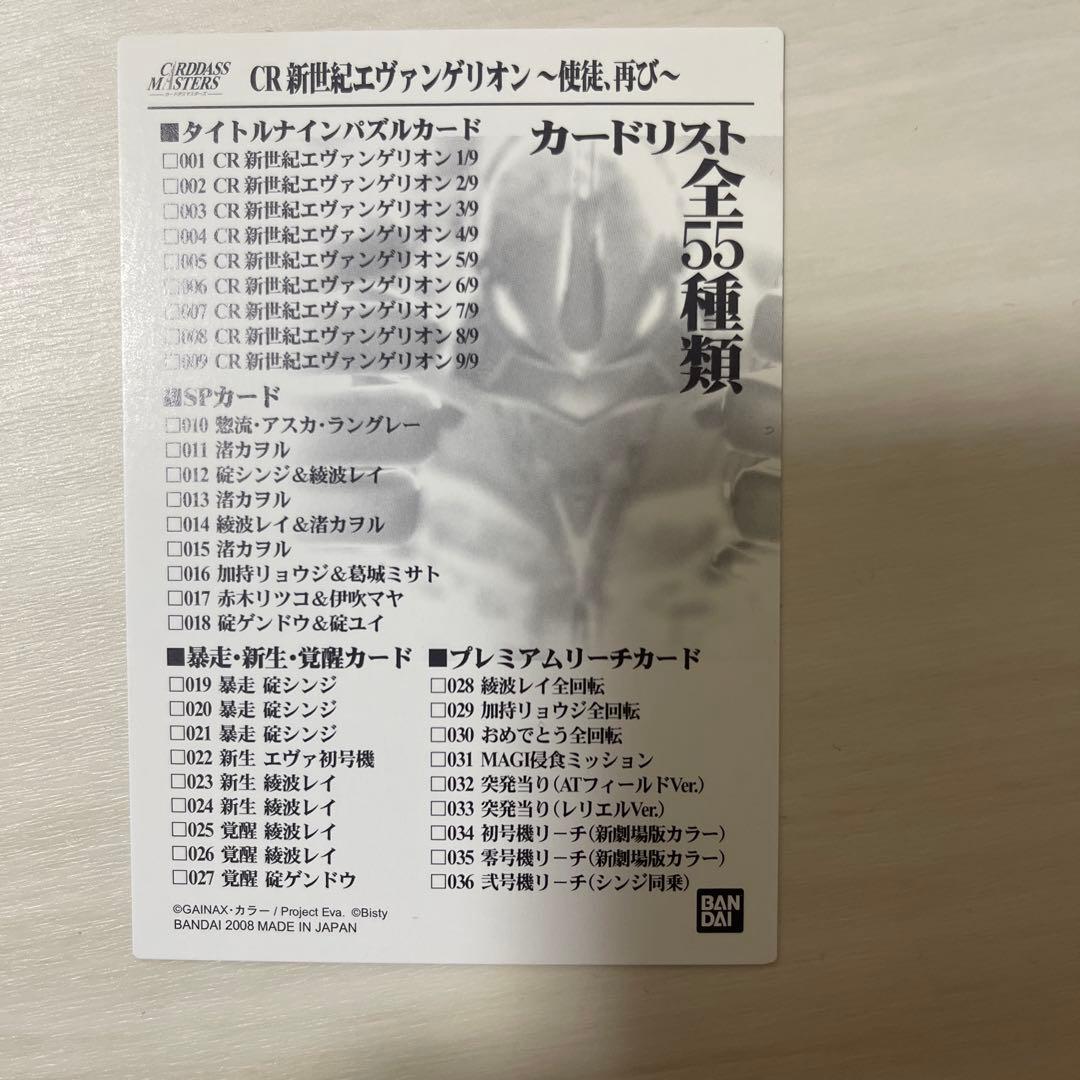 CARDDASS
MASTERS
カードダスマスターズ
CR 新世紀エヴァンゲリオン ～使徒、再び～
カードリスト
全55種類
■タイトルナインパズルカード
□001 CR 新世紀エヴァンゲリオン 1/9
□002 CR 新世紀エヴァンゲリオン 2/9
□003 CR 新世紀エヴァンゲリオン 3/9
□004 CR 新世紀エヴァンゲリオン 4/9
□005 CR 新世紀エヴァンゲリオン 5/9
□006 CR 新世紀エヴァンゲリオン 6/9
□007 CR 新世紀エヴァンゲリオン 7/9
□008 CR 新世紀エヴァンゲリオン 8/9
□009 CR 新世紀エヴァンゲリオン 9/9
■SPカード
□010 惣流・アスカ・ラングレー
□011 渚カヲル
□012 碇シンジ&綾波レイ
□013 渚カヲル
□014 綾波レイ&渚カヲル
□015 渚カヲル
□016 加持リョウジ&葛城ミサト
□017 赤木リツコ&伊吹マヤ
□018 碇ゲンドウ&碇ユイ
■暴走・新生・覚醒カード
□019 暴走 碇シンジ
□020 暴走 碇シンジ
□021 暴走 碇シンジ
□022 新生 エヴァ初号機
□023 新生 綾波レイ
□024 新生 綾波レイ
□025 覚醒 綾波レイ
□026 覚醒 綾波レイ
□027 覚醒 碇ゲンドウ
■プレミアムリーチカード
□028 綾波レイ全回転
□029 加持リョウジ全回転
□030 おめでとう全回転
□031 MAGI侵食ミッション
□032 突発当り(ATフィールドVer.)
□033 突発当り(レリエルVer.)
□034 初号機リーチ(新劇場版カラー)
□035 零号機リーチ(新劇場版カラー)
□036 弐号機リーチ(シンジ同乗)
©GAINAX・カラー / Project Eva. ©Bisty
BANDAI 2008 MADE IN JAPAN
BAN
DAI